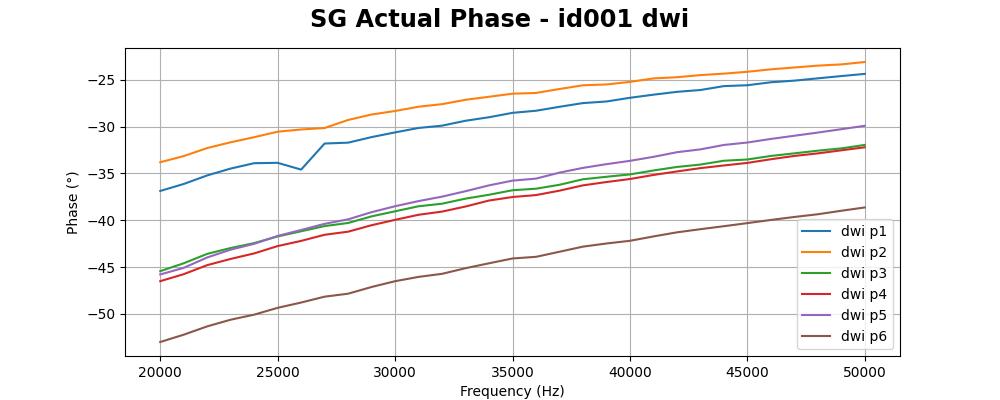 SG Actual Phase - id001 dwi
Phase (°)
−25
−30
−35
−40
−45
−50
20000
25000
30000
35000
40000
45000
50000
Frequency (Hz)
dwi p1
dwi p2
dwi p3
dwi p4
dwi p5
dwi p6